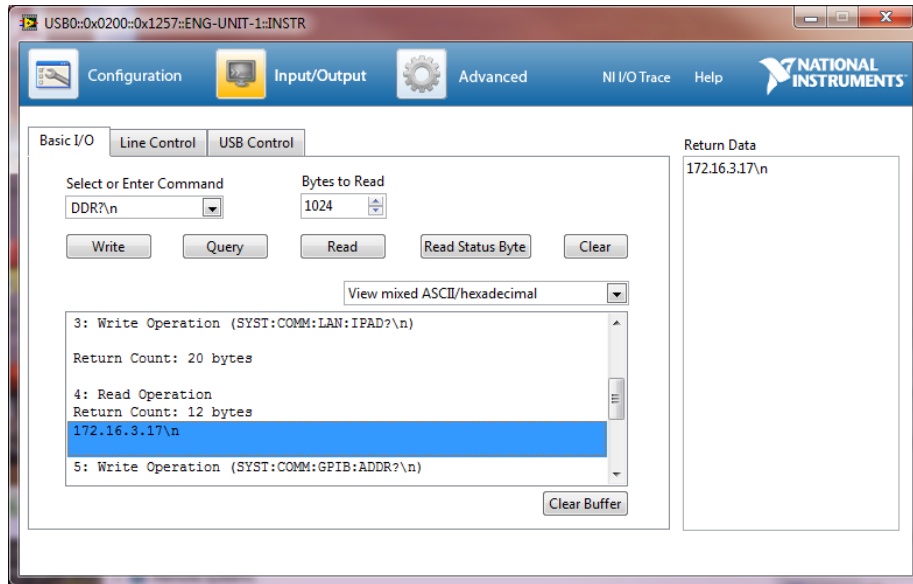 USB0::0x0200::0x1257::ENG-UNIT-1::INSTR
Configuration
Input/Output
Advanced
NI I/O Trace
Help
NATIONAL
INSTRUMENTS
Basic I/O
Line Control
USB Control
Select or Enter Command
DDR?\n
Bytes to Read
1024
Write
Query
Read
Read Status Byte
Clear
View mixed ASCII/hexadecimal
3: Write Operation (SYST:COMM:LAN:IPAD?\n)
Return Count: 20 bytes
4: Read Operation
Return Count: 12 bytes
172.16.3.17\n
5: Write Operation (SYST:COMM:GPIB:ADDR?\n)
Clear Buffer
Return Data
172.16.3.17\n